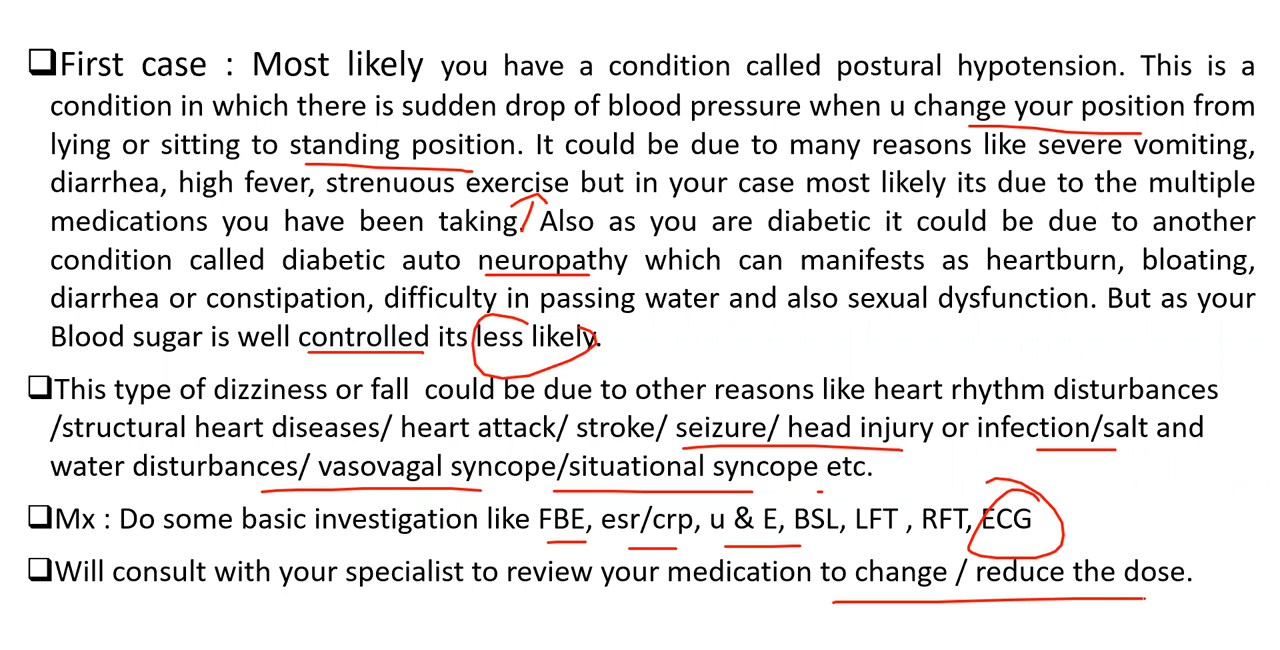 ❑First case : Most likely you have a condition called postural hypotension. This is a
condition in which there is sudden drop of blood pressure when u change your position from
lying or sitting to standing position. It could be due to many reasons like severe vomiting,
diarrhea, high fever, strenuous exercise but in your case most likely its due to the multiple
medications you have been taking. Also as you are diabetic it could be due to another
condition called diabetic auto neuropathy which can manifests as heartburn, bloating,
diarrhea or constipation, difficulty in passing water and also sexual dysfunction. But as your
Blood sugar is well controlled its less likely.
❑This type of dizziness or fall could be due to other reasons like heart rhythm disturbances
/structural heart diseases/ heart attack/ stroke/ seizure/ head injury or infection/salt and
water disturbances/ vasovagal syncope/situational syncope etc.
❑Mx : Do some basic investigation like FBE, esr/crp, u & E, BSL, LFT , RFT, ECG
❑Will consult with your specialist to review your medication to change / reduce the dose.